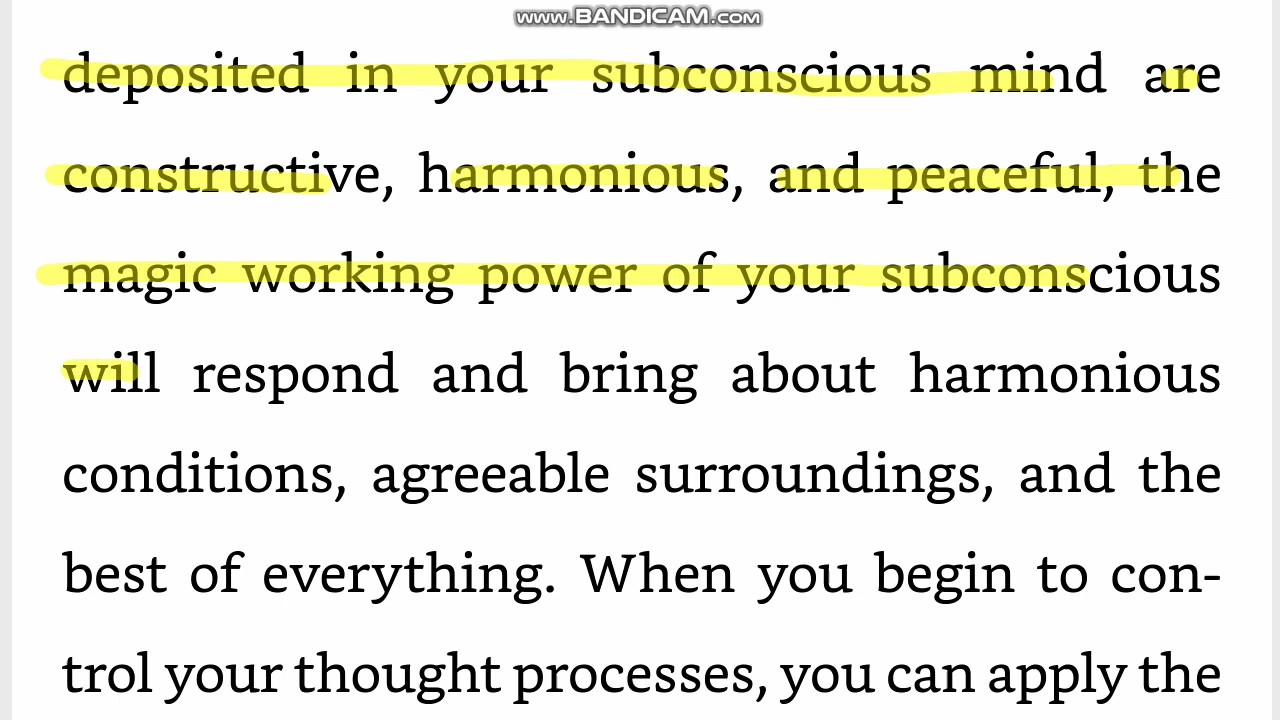 www.BANDICAM.com
deposited in your subconscious mind are
constructive, harmonious, and peaceful, the
magic working power of your subconscious
will respond and bring about harmonious
conditions, agreeable surroundings, and the
best of everything. When you begin to con-
trol your thought processes, you can apply the